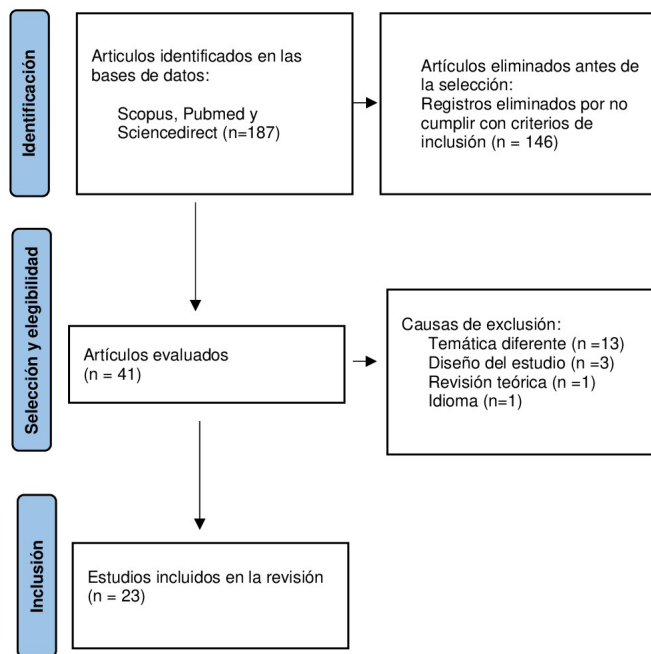 Identificación
Articulos identificados en las
bases de datos:
Scopus, Pubmed y
Sciencedirect (n=187)
Artículos eliminados antes de
la selección:
Registros eliminados por no
cumplir con criterios de
inclusión (n = 146)
Selección y elegibilidad
Artículos evaluados
(n = 41)
Causas de exclusión:
Temática diferente (n =13)
Diseño del estudio (n =3)
Revisión teórica (n =1)
Idioma (n=1)
Inclusión
Estudios incluidos en la revisión
(n = 23)